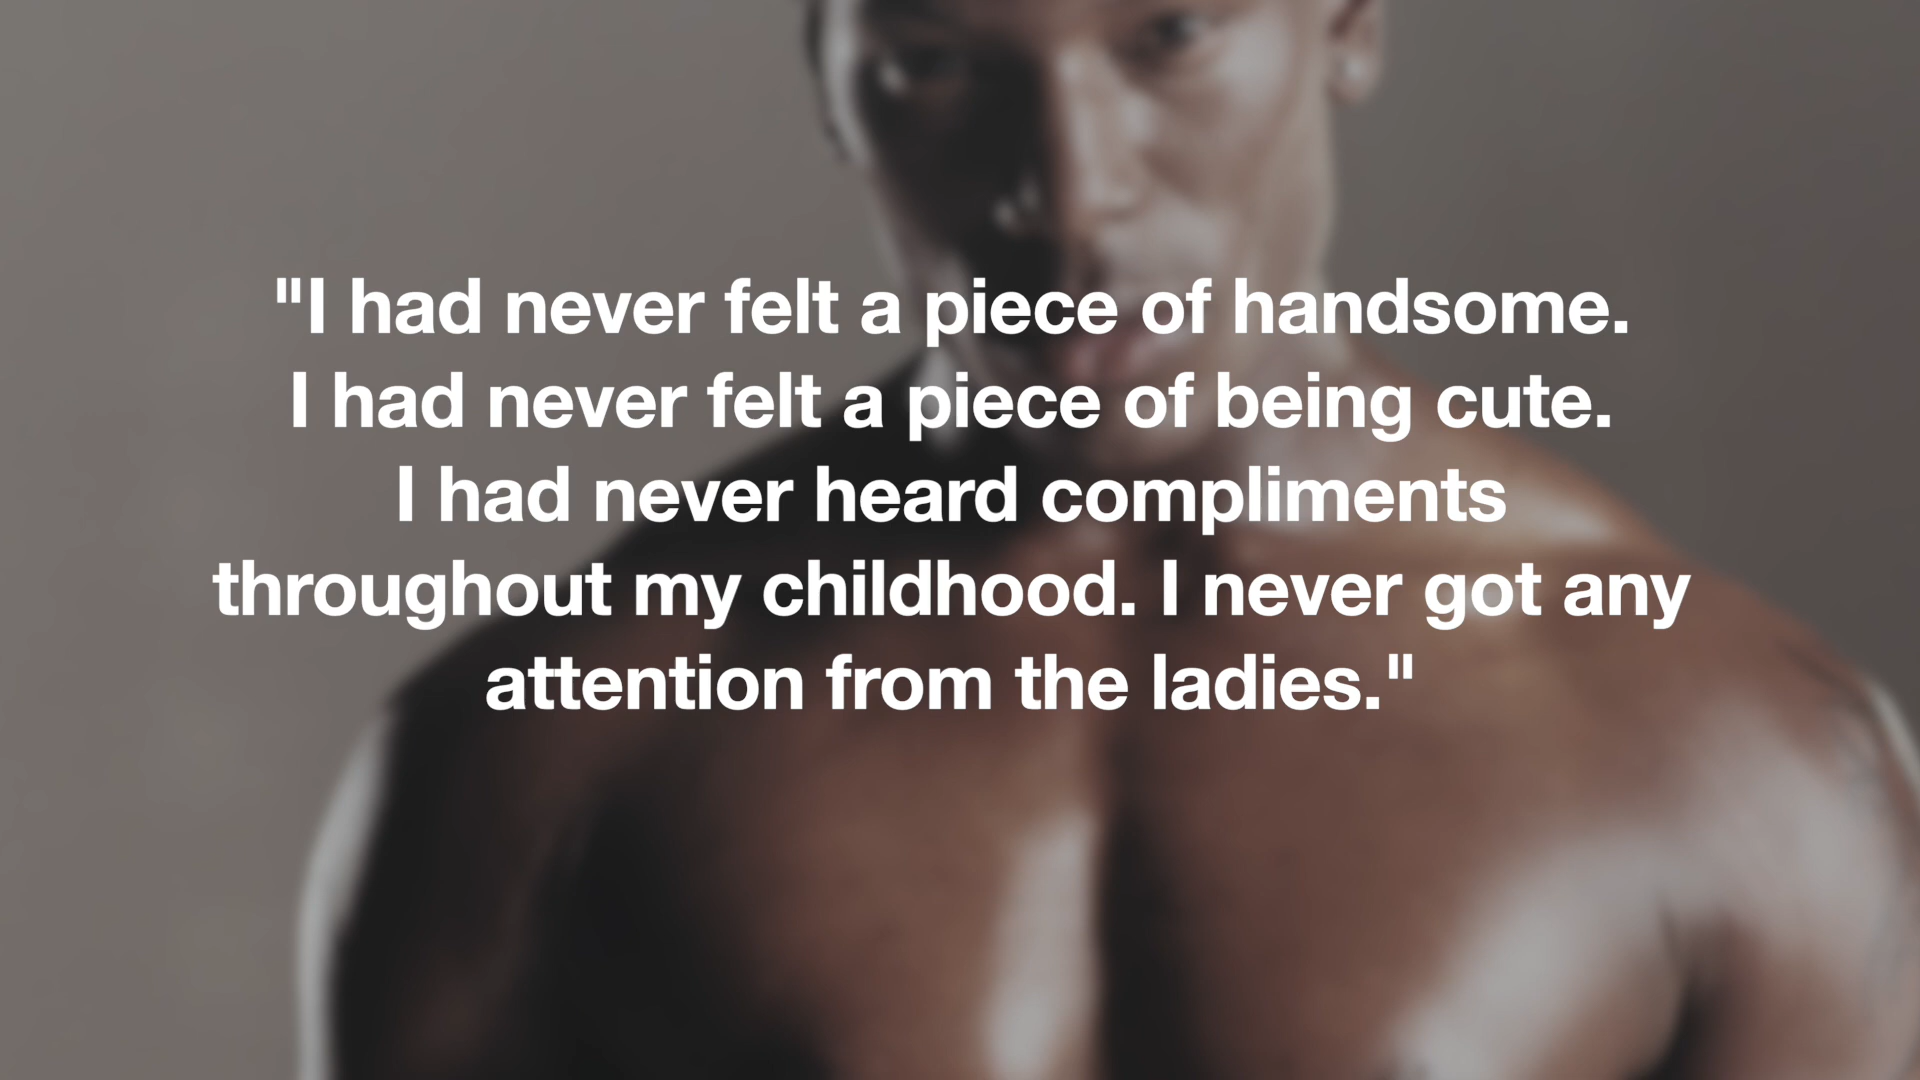 "I had never felt a piece of handsome.
I had never felt a piece of being cute.
I had never heard compliments
throughout my childhood. I never got any
attention from the ladies."